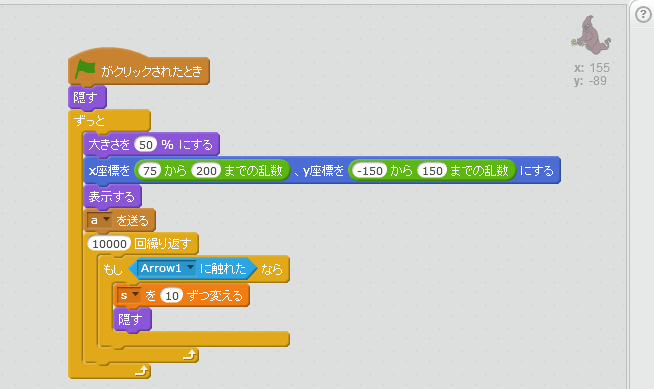 x: 155
y: -89
がクリックされたとき
隠す
ずっと
大きさを 50 % にする
x座標を 75 から 200 までの乱数 、y座標を -150 から 150 までの乱数 にする
表示する
a を送る
10000 回繰り返す
もし Arrow1 に触れた なら
s を 10 ずつ変える
隠す
?